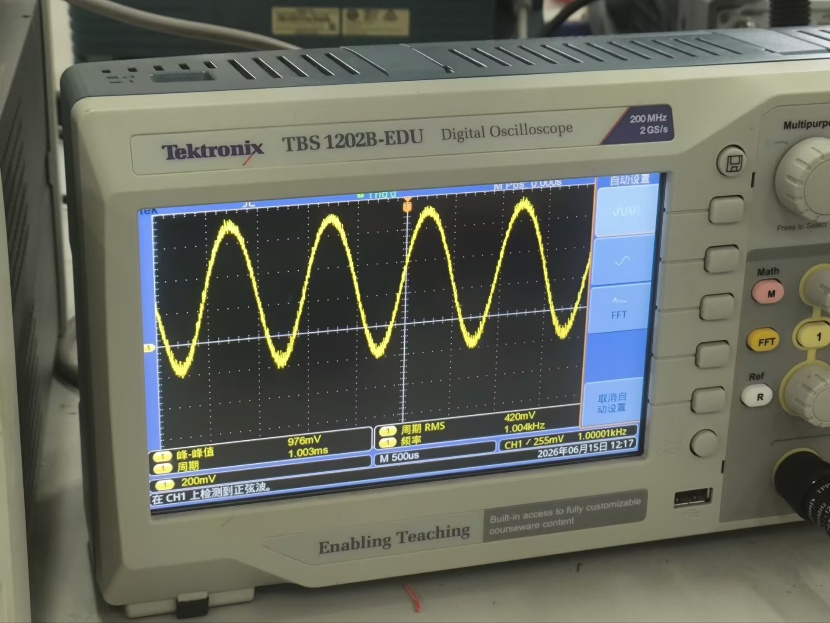 200 MHz
2 GS/s
Tektronix TBS 1202B-EDU Digital Oscilloscope
Multipurpose
Press to Select
Tek
Trig'd
M Pos: 0.000s
自动设置
FFT
取消自
动设置
1
1 峰-峰值 976mV
1 周期 1.003ms
1 周期 RMS 420mV
1 频率 1.004kHz
1 200mV
M 500us
CH1 / 255mV 1.00001kHz
2026年06月15日 12:17
在 CH1 上检测到正弦波。
Math
M
FFT
1
Ref
R
Enabling Teaching
Built-in access to fully customizable
courseware content